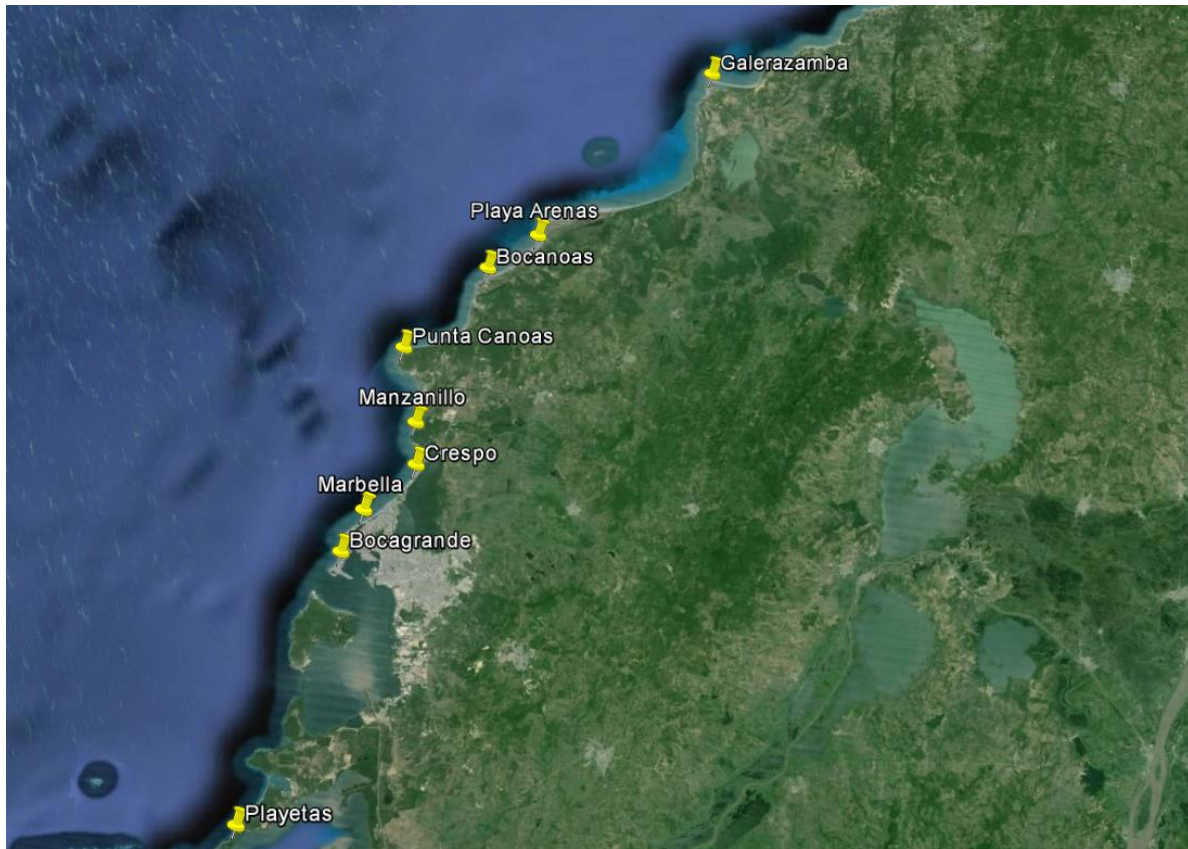 Galerazamba
Playa Arenas
Bocanoas
Punta Canoas
Manzanillo
Crespo
Marbella
Bocagrande
Playetas